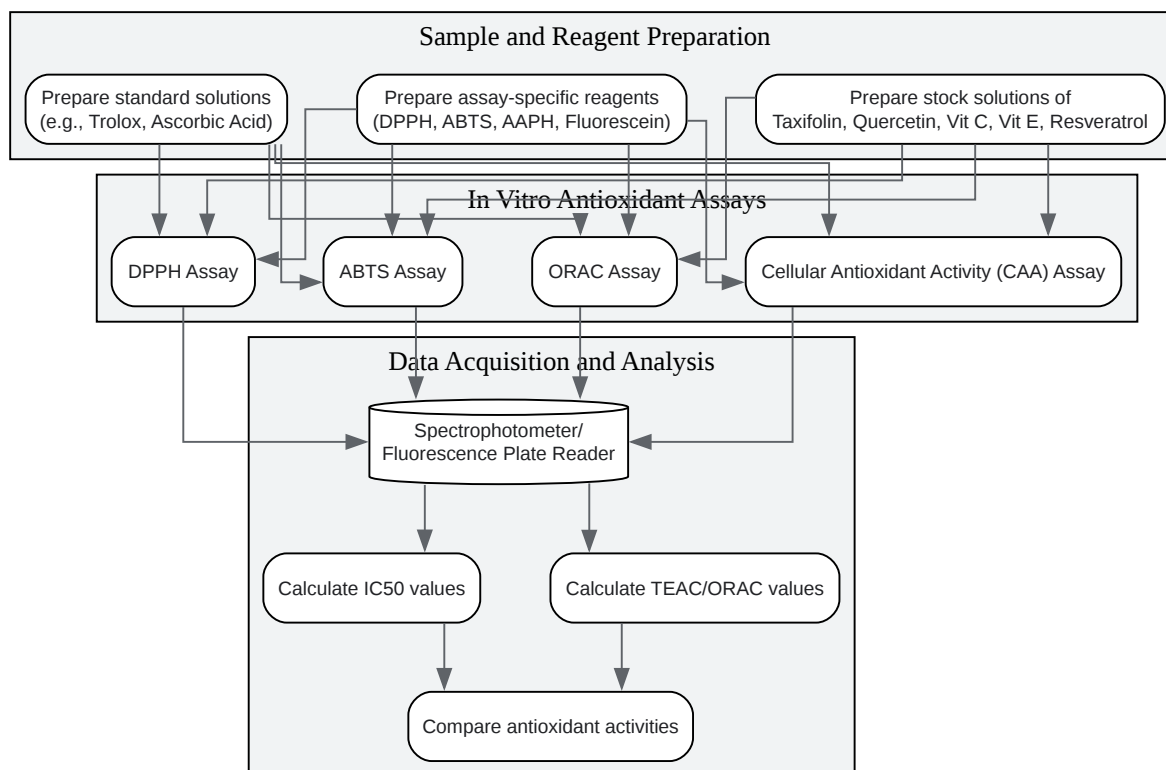 Sample and Reagent Preparation
Prepare standard solutions
(e.g., Trolox, Ascorbic Acid)
Prepare assay-specific reagents
(DPPH, ABTS, AAPH, Fluorescein)
Prepare stock solutions of
Taxifolin, Quercetin, Vit C, Vit E, Resveratrol
In Vitro Antioxidant Assays
DPPH Assay
ABTS Assay
ORAC Assay
Cellular Antioxidant Activity (CAA) Assay
Data Acquisition and Analysis
Spectrophotometer/
Fluorescence Plate Reader
Calculate IC50 values
Calculate TEAC/ORAC values
Compare antioxidant activities